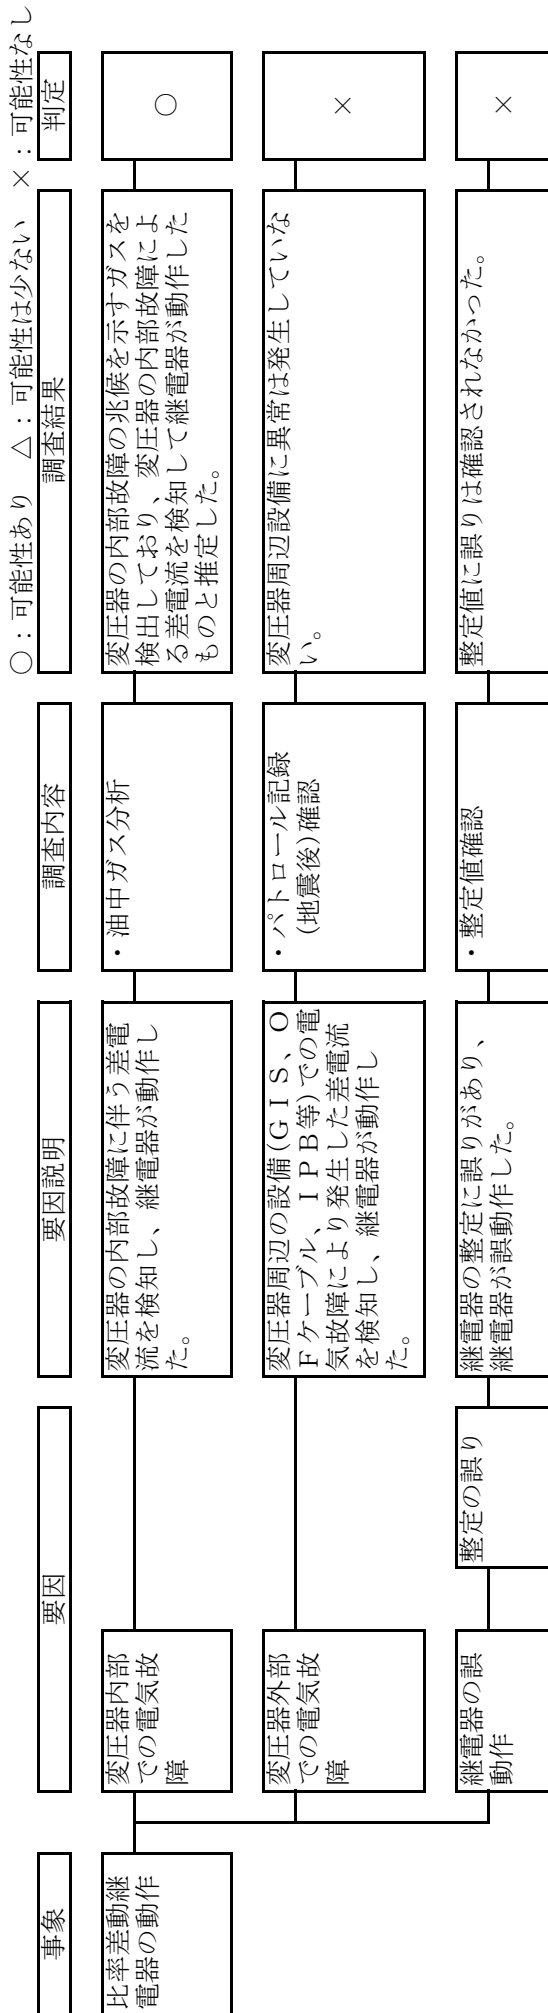 ○：可能性あり　△：可能性は少ない　×：可能性なし
事象
要因
要因説明
調査内容
調査結果
判定
比率差動継
電器の動作
変圧器内部
での電気故
障
変圧器の内部故障に伴う差電
流を検知し、継電器が動作し
た。
・油中ガス分析
変圧器の内部故障の兆候を示すガスを
検出しており、変圧器の内部故障によ
る差電流を検知して継電器が動作した
ものと推定した。
○
変圧器外部
での電気故
障
変圧器周辺の設備(ＧＩＳ、Ｏ
Ｆケーブル、ＩＰＢ等)での電
気故障により発生した差電流
を検知し、継電器が動作し
た。
・パトロール記録
(地震後)確認
変圧器周辺設備に異常は発生していな
い。
×
継電器の誤
動作
整定の誤り
継電器の整定に誤りがあり、
継電器が誤動作した。
・整定値確認
整定値に誤りは確認されなかった。
×